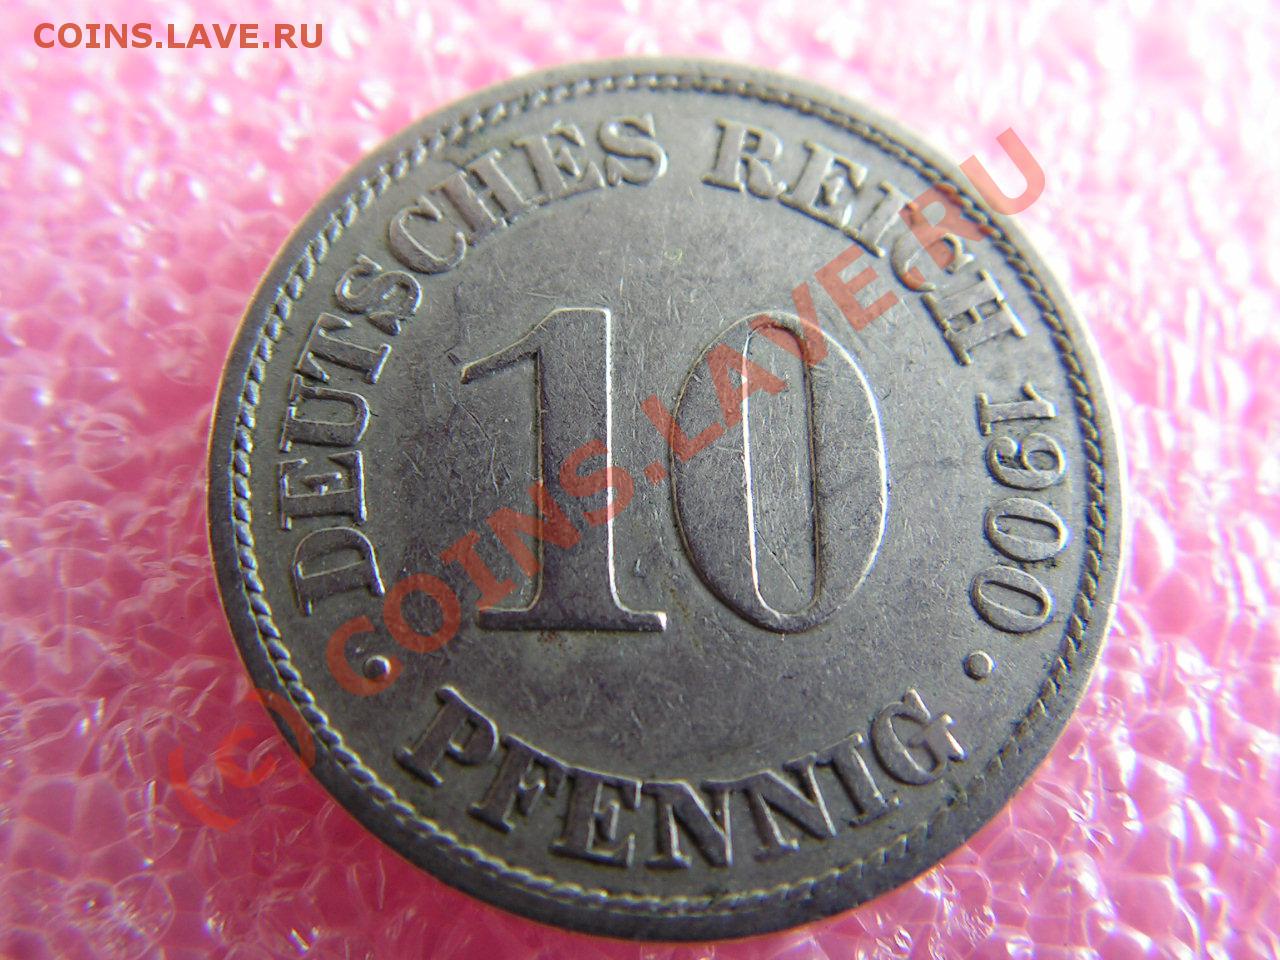 COINS.LAVE.RU
DEUTSCHES REICH 1900
10
• PFENNIG •
(c) COINS.LAVE.RU